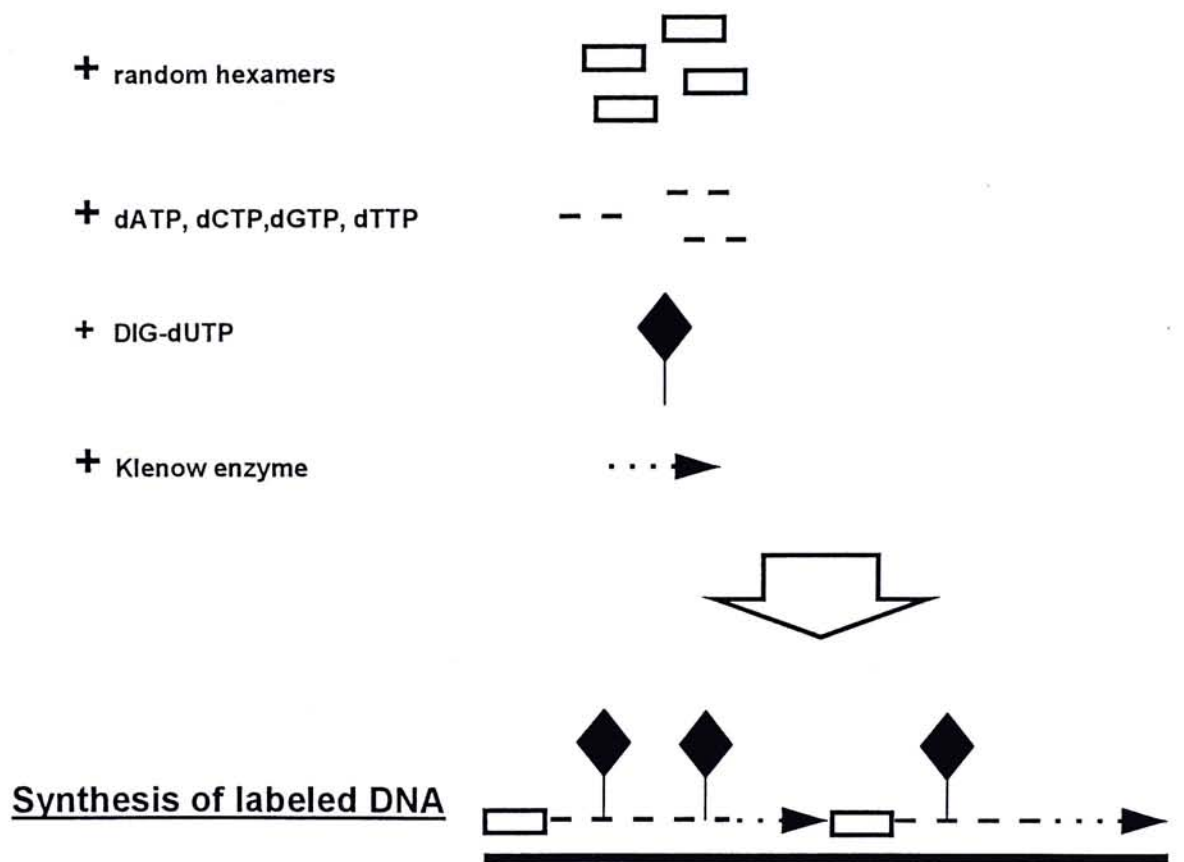 + random hexamers
+ dATP, dCTP,dGTP, dTTP
+ DIG-dUTP
+ Klenow enzyme
Synthesis of labeled DNA